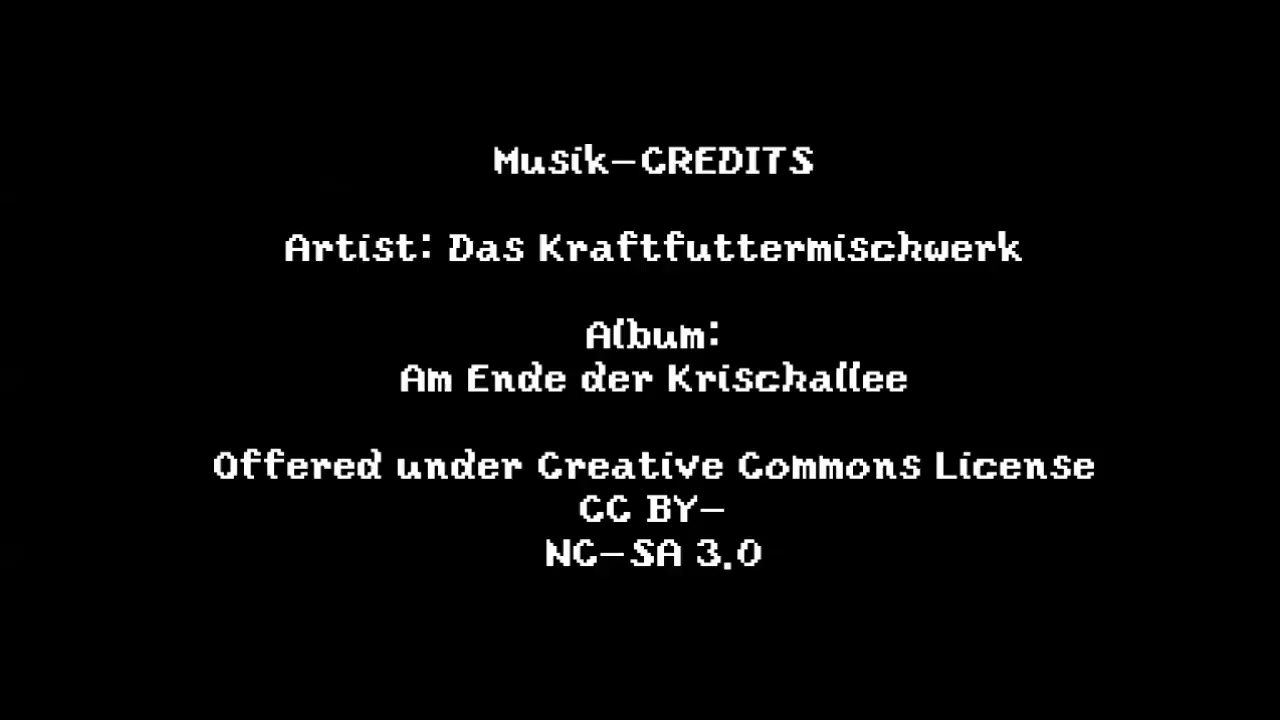 Musik-CREDITS
Artist: Das Kraftfuttermischwerk
Album:
Am Ende der Krischallee
Offered under Creative Commons License
CC BY-
NC-SA 3.0